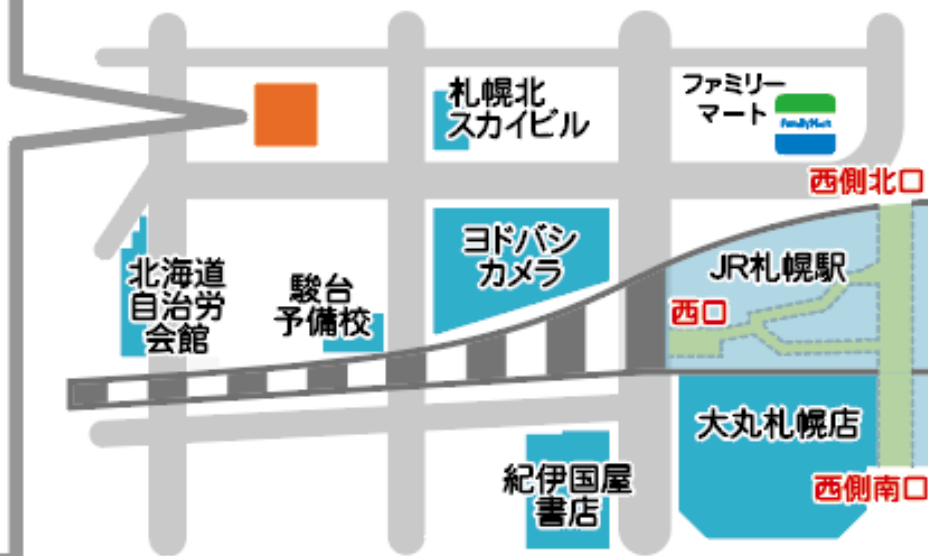 札幌北
スカイビル
ファミリー
マート
FamilyMart
西側北口
ヨドバシ
カメラ
JR札幌駅
北海道
自治労
会館
駿台
予備校
西口
大丸札幌店
紀伊国屋
書店
西側南口